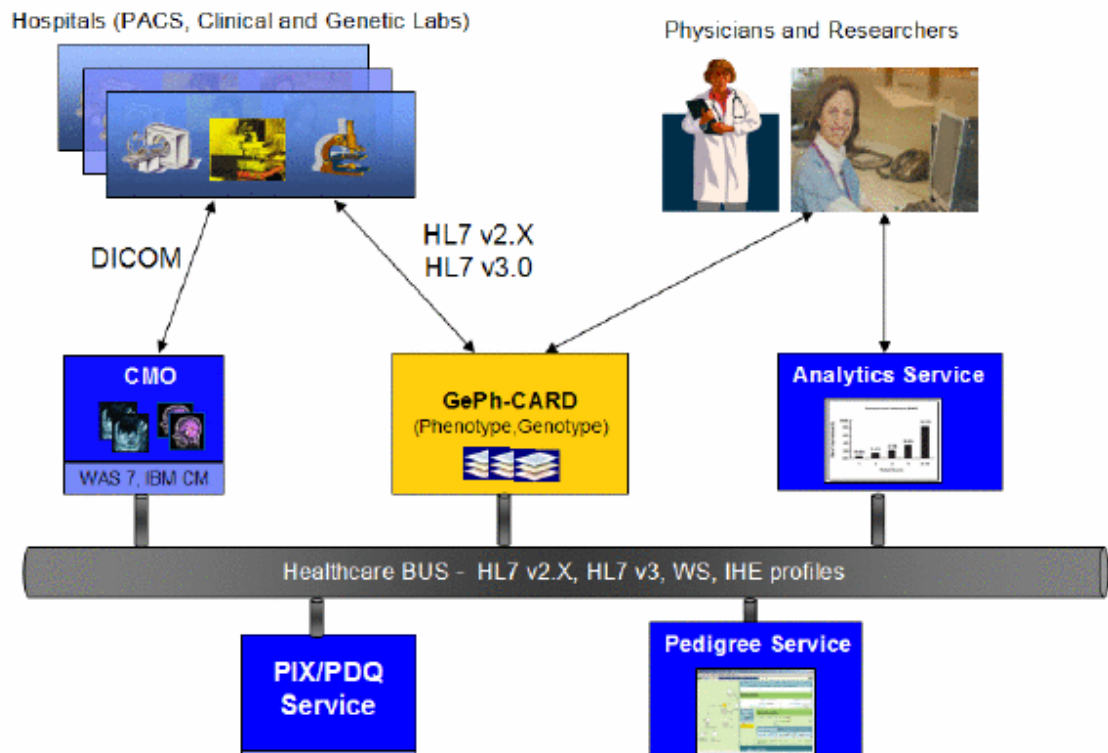 Hospitals (PACS, Clinical and Genetic Labs)
Physicians and Researchers
DICOM
HL7 v2.X
HL7 v3.0
CMO
WAS 7, IBM CM
GePh-CARD
(Phenotype,Genotype)
Analytics Service
Healthcare BUS - HL7 v2.X, HL7 v3, WS, IHE profiles
PIX/PDQ
Service
Pedigree Service